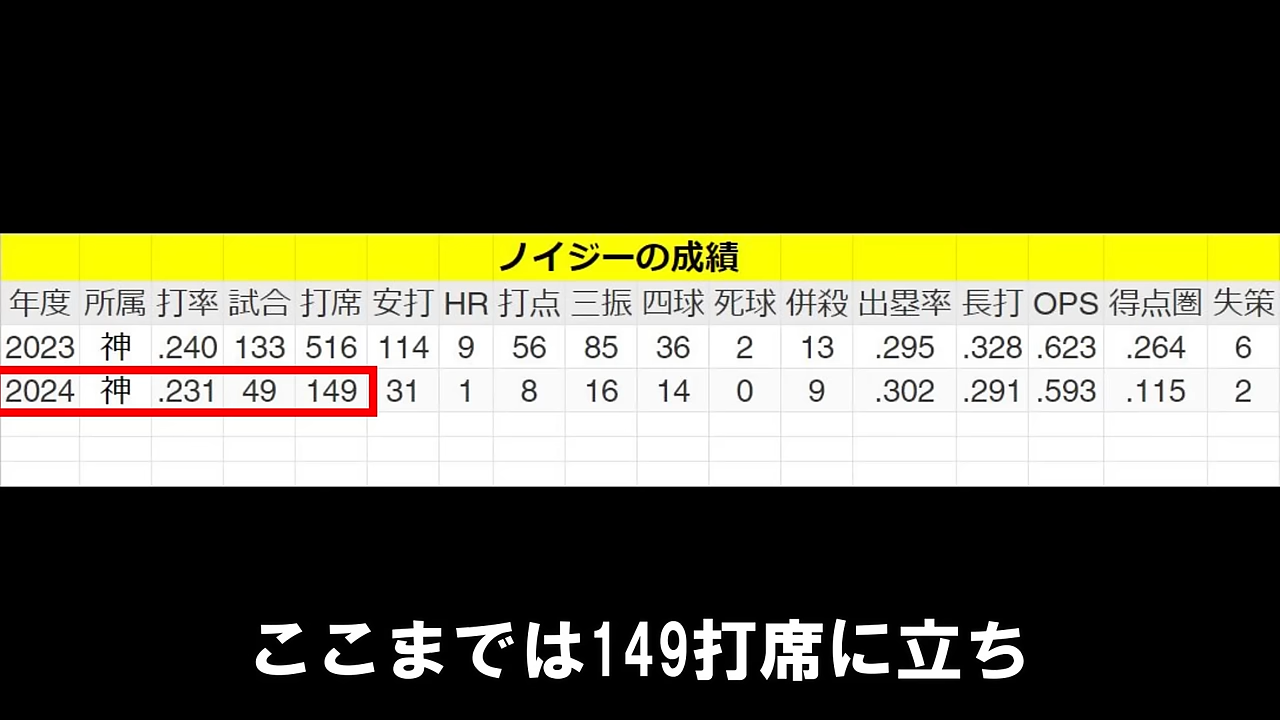 ノイジーの成績
年度 所属 打率 試合 打席 安打 HR 打点 三振 四球 死球 併殺 出塁率 長打 OPS 得点圏 失策
2023 神 .240 133 516 114 9 56 85 36 2 13 .295 .328 .623 .264 6
2024 神 .231 49 149 31 1 8 16 14 0 9 .302 .291 .593 .115 2
ここまでは149打席に立ち